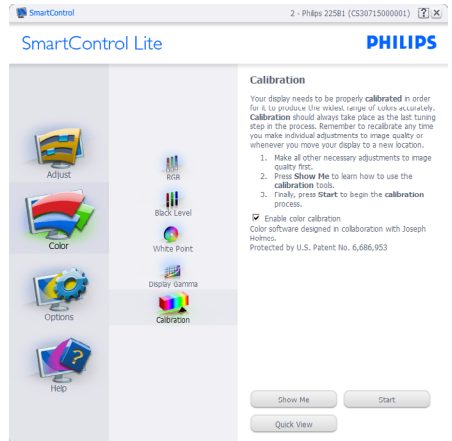 SmartControl
2 - Philips 225B1 (CS30715000001)
SmartControl Lite
PHILIPS
Adjust
Color
Options
Help
RGB
Black Level
White Point
Display Gamma
Calibration
Calibration
Your display needs to be properly calibrated in order
for it to produce the widest range of colors accurately.
Calibration should always take place as the last tuning
step in the process. Remember to recalibrate any time
you make individual adjustments to image quality or
whenever you move your display to a new location.
1. Make all other necessary adjustments to image
quality first.
2. Press Show Me to learn how to use the
calibration tools.
3. Finally, press Start to begin the calibration
process.
Enable color calibration
Color software designed in collaboration with Joseph
Holmes.
Protected by U.S. Patent No. 6,686,953
Show Me
Start
Quick View